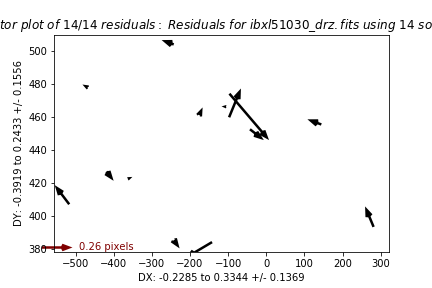 tor plot of 14/14 residuals: Residuals for ibxl51030_drz.fits using 14 so
500
480
460
440
420
400
380
DY: -0.3919 to 0.2433 +/- 0.1556
0.26 pixels
-500 -400 -300 -200 -100 0 100 200 300
DX: -0.2285 to 0.3344 +/- 0.1369